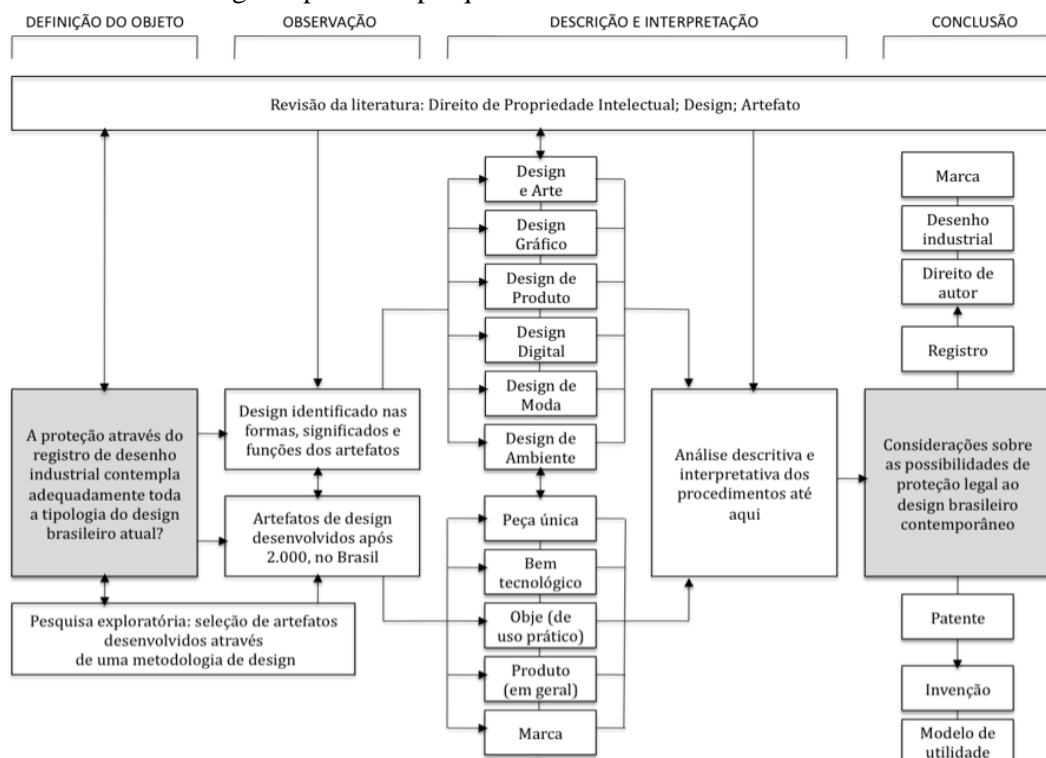 DEFINIÇÃO DO OBJETO
OBSERVAÇÃO
DESCRIÇÃO E INTERPRETAÇÃO
CONCLUSÃO
Revisão da literatura: Direito de Propriedade Intelectual; Design; Artefato
A proteção através do
registro de desenho
industrial contempla
adequadamente toda
a tipologia do design
brasileiro atual?
Pesquisa exploratória: seleção de artefatos
desenvolvidos através
de uma metodologia de design
Design identificado nas
formas, significados e
funções dos artefatos
Artefatos de design
desenvolvidos após
2.000, no Brasil
Design
e Arte
Design
Gráfico
Design de
Produto
Design
Digital
Design de
Moda
Design de
Ambiente
Peça única
Bem
tecnológico
Obje (de
uso prático)
Produto
(em geral)
Marca
Análise descritiva e
interpretativa dos
procedimentos até
aqui
Marca
Desenho
industrial
Direito de
autor
Registro
Considerações sobre
as possibilidades de
proteção legal ao
design brasileiro
contemporâneo
Patente
Invenção
Modelo de
utilidade